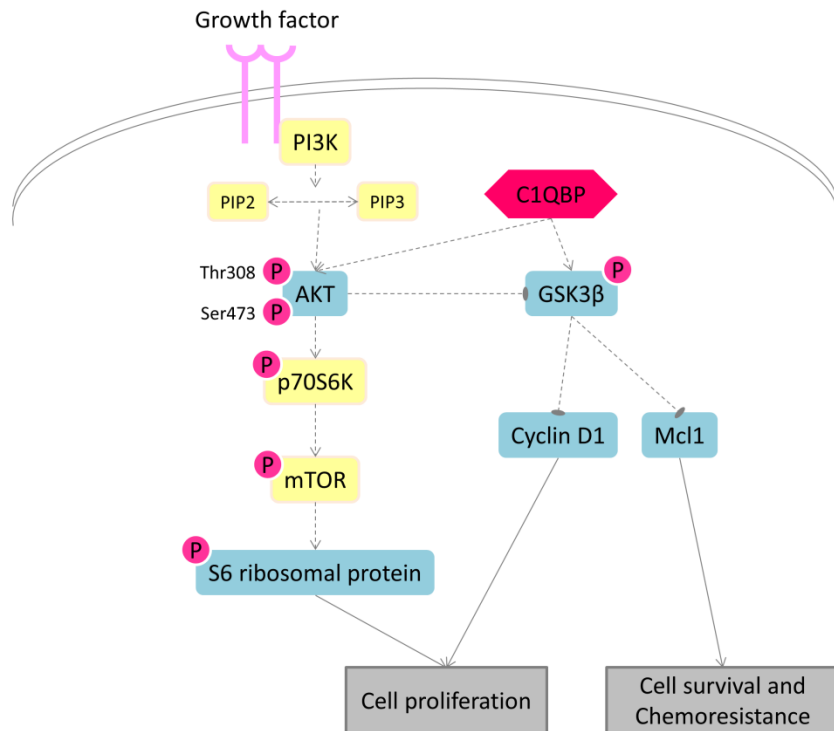 Growth factor
PI3K
PIP2
PIP3
C1QBP
Thr308
P
AKT
Ser473
P
GSK3β
P
P
p70S6K
Cyclin D1
Mcl1
P
mTOR
P
S6 ribosomal protein
Cell proliferation
Cell survival and
Chemoresistance